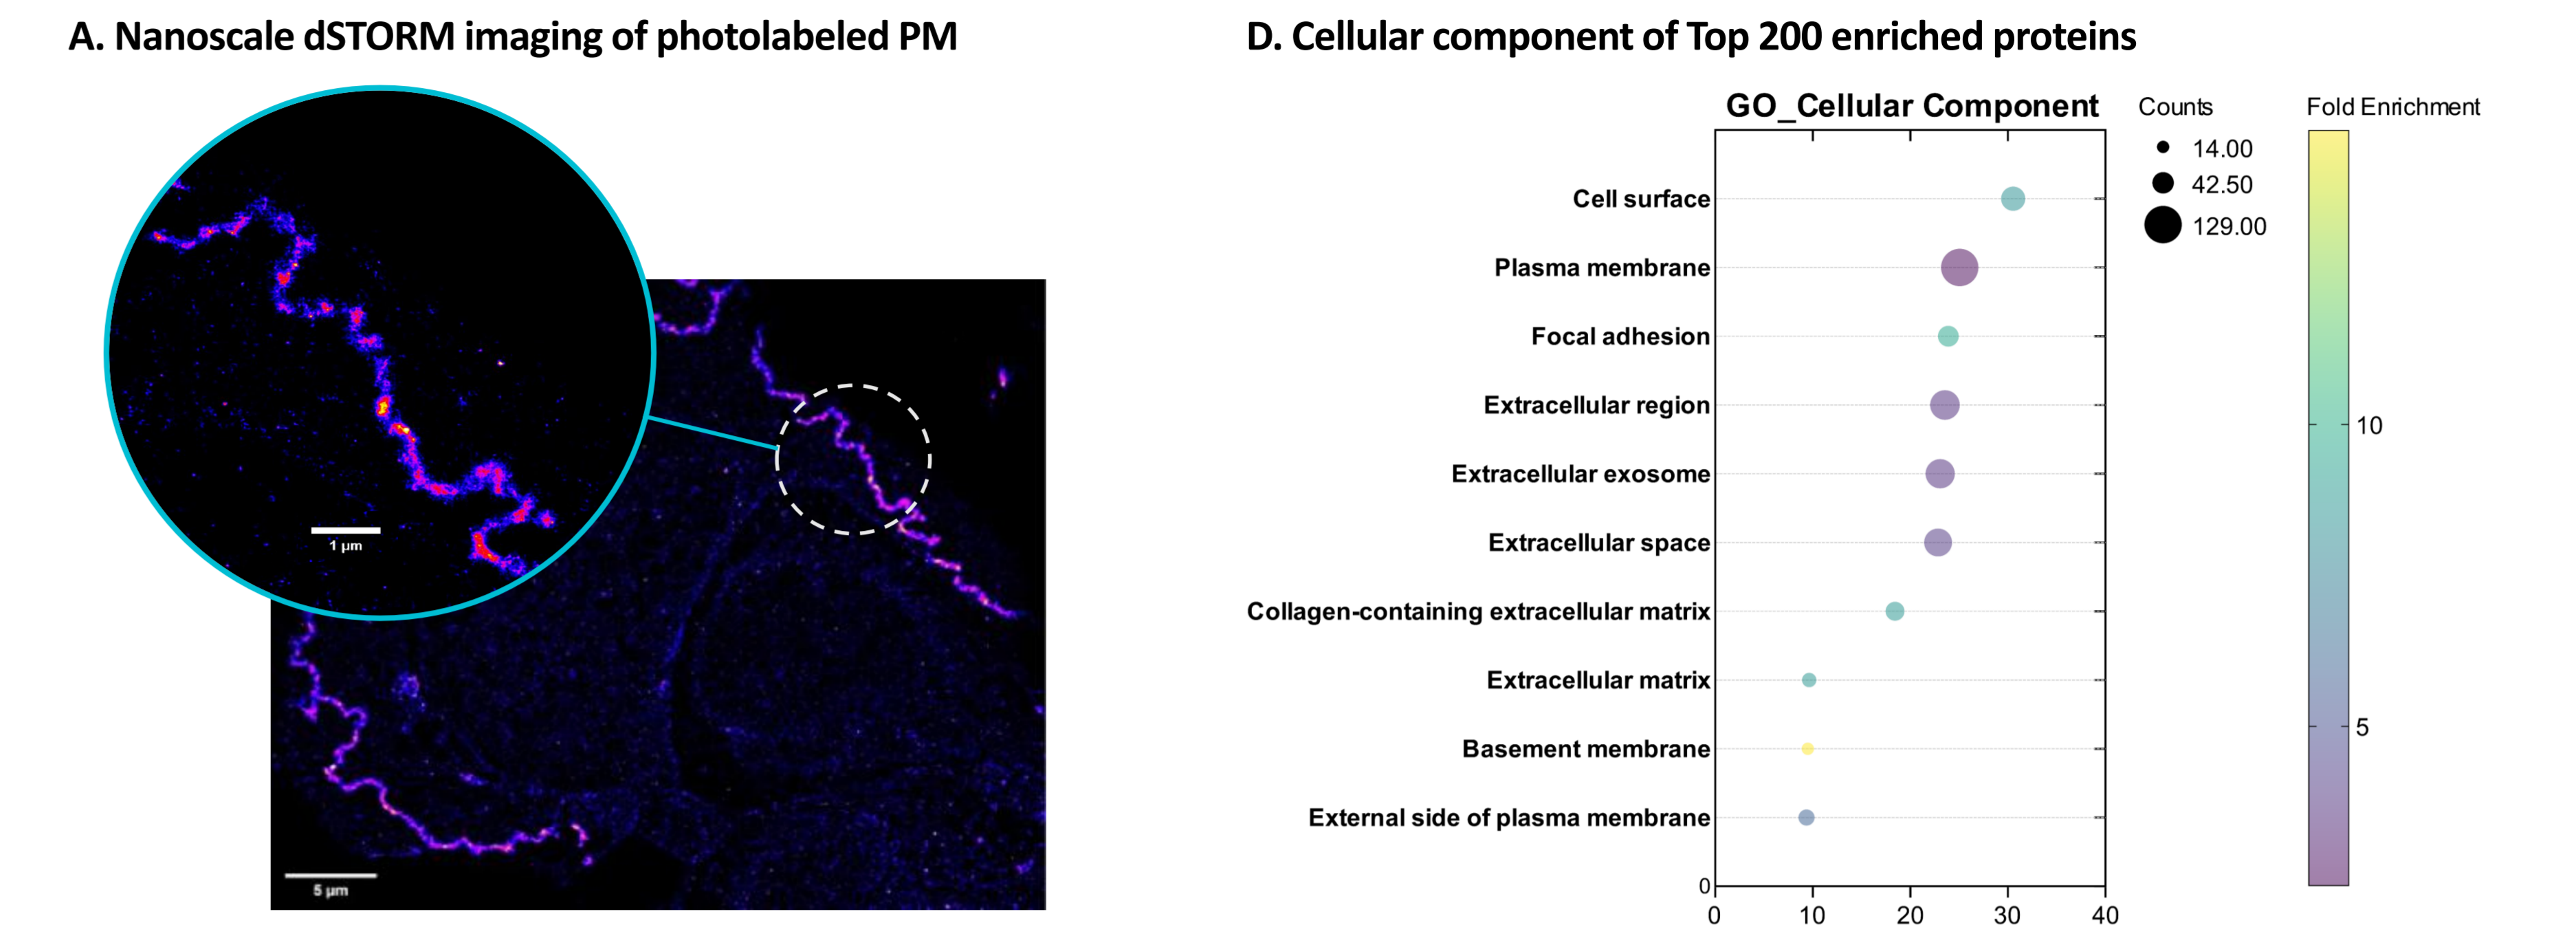 A. Nanoscale dSTORM imaging of photolabeled PM
1 µm
5 µm
D. Cellular component of Top 200 enriched proteins
GO_Cellular Component
Cell surface
Plasma membrane
Focal adhesion
Extracellular region
Extracellular exosome
Extracellular space
Collagen-containing extracellular matrix
Extracellular matrix
Basement membrane
External side of plasma membrane
0
0 10 20 30 40
Counts
14.00
42.50
129.00
Fold Enrichment
10
5